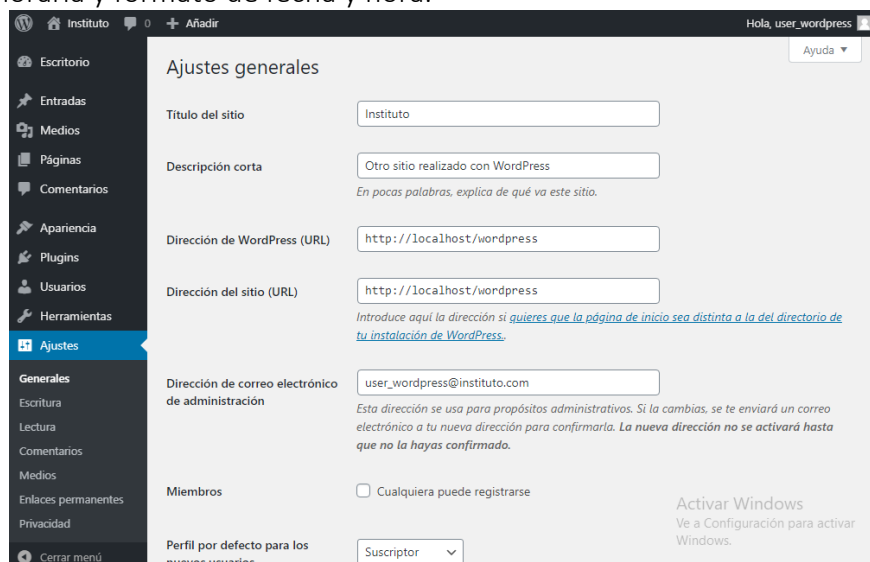 y formato de fecha y hora.
Instituto 0 + Añadir Hola, user_wordpress
Ayuda ▼
Escritorio
Entradas
Medios
Páginas
Comentarios
Apariencia
Plugins
Usuarios
Herramientas
Ajustes
Generales
Escritura
Lectura
Comentarios
Medios
Enlaces permanentes
Privacidad
Cerrar menú
Ajustes generales
Título del sitio
Instituto
Descripción corta
Otro sitio realizado con WordPress
En pocas palabras, explica de qué va este sitio.
Dirección de WordPress (URL)
http://localhost/wordpress
Dirección del sitio (URL)
http://localhost/wordpress
Introduce aquí la dirección si quieres que la página de inicio sea distinta a la del directorio de
tu instalación de WordPress..
Dirección de correo electrónico
de administración
user_wordpress@instituto.com
Esta dirección se usa para propósitos administrativos. Si la cambias, se te enviará un correo
electrónico a tu nueva dirección para confirmarla. La nueva dirección no se activará hasta
que no la hayas confirmado.
Miembros
Cualquiera puede registrarse
Perfil por defecto para los
nuevos usuarios
Suscriptor
Activar Windows
Ve a Configuración para activar
Windows.